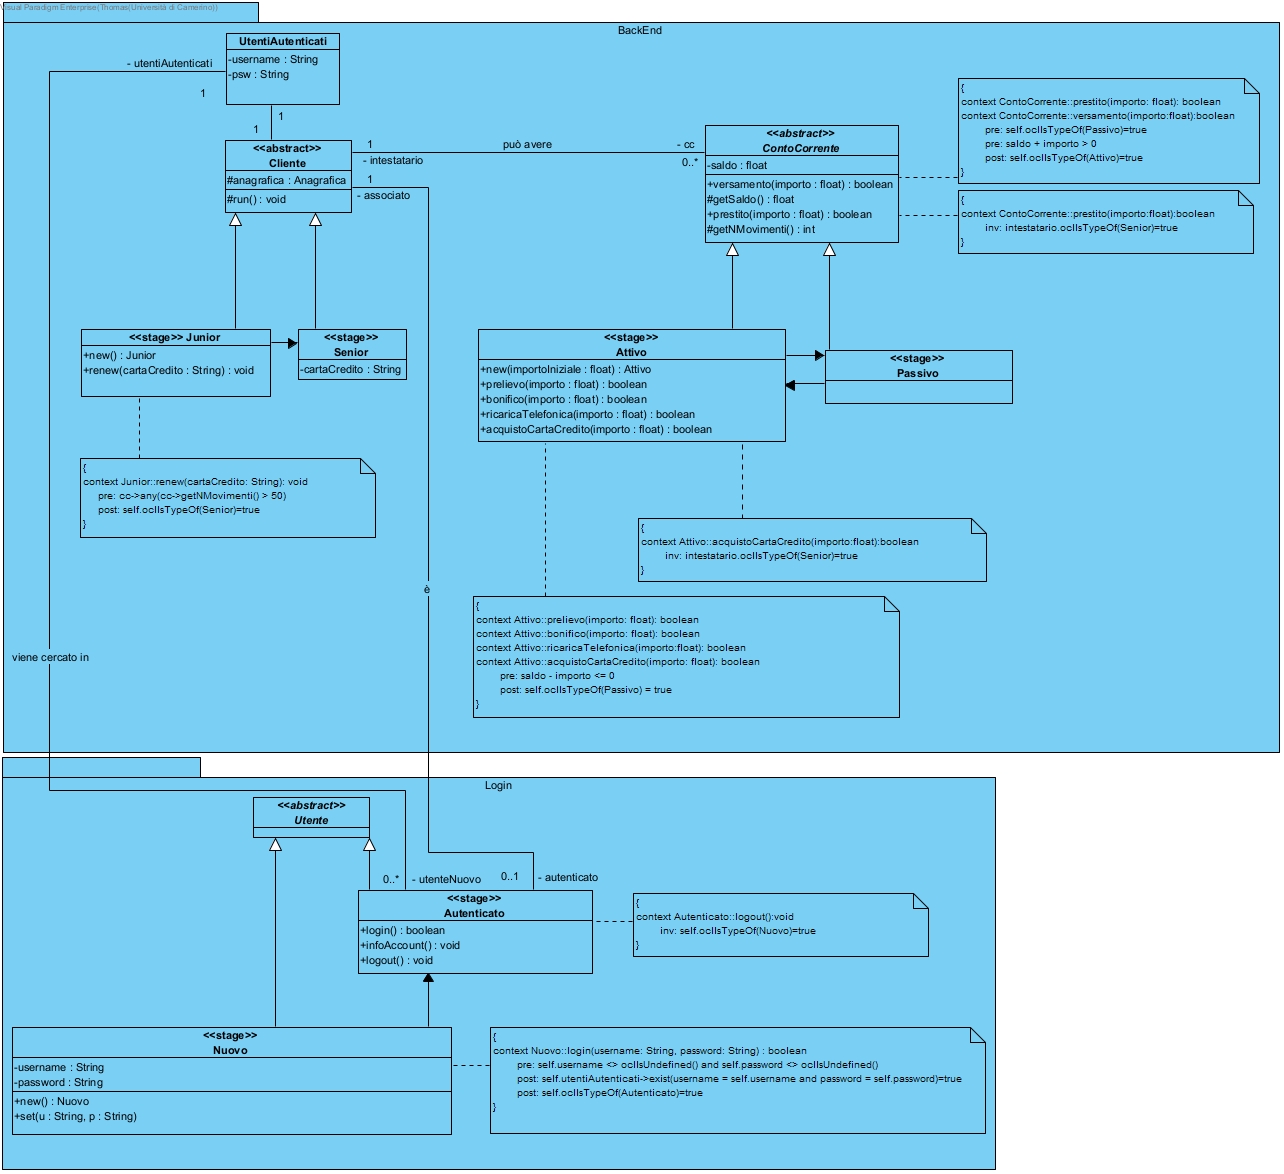 Visual Paradigm Enterprise(Thomas(Università di Camerino))
BackEnd
UtentiAutenticati
-username : String
-psw : String
- utentiAutenticati
1
1
1
<<abstract>>
Cliente
#anagrafica : Anagrafica
#run() : void
1
- intestatario
può avere
- cc
0..*
1
- associato
<<abstract>>
ContoCorrente
-saldo : float
+versamento(importo : float) : boolean
#getSaldo() : float
+prestito(importo : float) : boolean
#getNMovimenti() : int
{
context ContoCorrente::prestito(importo: float): boolean
context ContoCorrente::versamento(importo:float):boolean
pre: self.oclIsTypeOf(Passivo)=true
pre: saldo + importo > 0
post: self.oclIsTypeOf(Attivo)=true
}
{
context ContoCorrente::prestito(importo:float):boolean
inv: intestatario.oclIsTypeOf(Senior)=true
}
<<stage>> Junior
+new() : Junior
+renew(cartaCredito : String) : void
<<stage>>
Senior
-cartaCredito : String
<<stage>>
Attivo
+new(importoIniziale : float) : Attivo
+prelievo(importo : float) : boolean
+bonifico(importo : float) : boolean
+ricaricaTelefonica(importo : float) : boolean
+acquistoCartaCredito(importo : float) : boolean
<<stage>>
Passivo
{
context Junior::renew(cartaCredito: String): void
pre: cc->any(cc->getNMovimenti() > 50)
post: self.oclIsTypeOf(Senior)=true
}
{
context Attivo::acquistoCartaCredito(importo:float):boolean
inv: intestatario.oclIsTypeOf(Senior)=true
}
è
{
context Attivo::prelievo(importo: float): boolean
context Attivo::bonifico(importo: float): boolean
context Attivo::ricaricaTelefonica(importo:float): boolean
context Attivo::acquistoCartaCredito(importo: float): boolean
pre: saldo - importo <= 0
post: self.oclIsTypeOf(Passivo) = true
}
viene cercato in
Login
<<abstract>>
Utente
0..*
- utenteNuovo
0..1
- autenticato
<<stage>>
Autenticato
+login() : boolean
+infoAccount() : void
+logout() : void
{
context Autenticato::logout():void
inv: self.oclIsTypeOf(Nuovo)=true
}
<<stage>>
Nuovo
-username : String
-password : String
+new() : Nuovo
+set(u : String, p : String)
{
context Nuovo::login(username: String, password: String) : boolean
pre: self.username <> oclIsUndefined() and self.password <> oclIsUndefined()
post: self.utentiAutenticati->exist(username = self.username and password = self.password)=true
post: self.oclIsTypeOf(Autenticato)=true
}